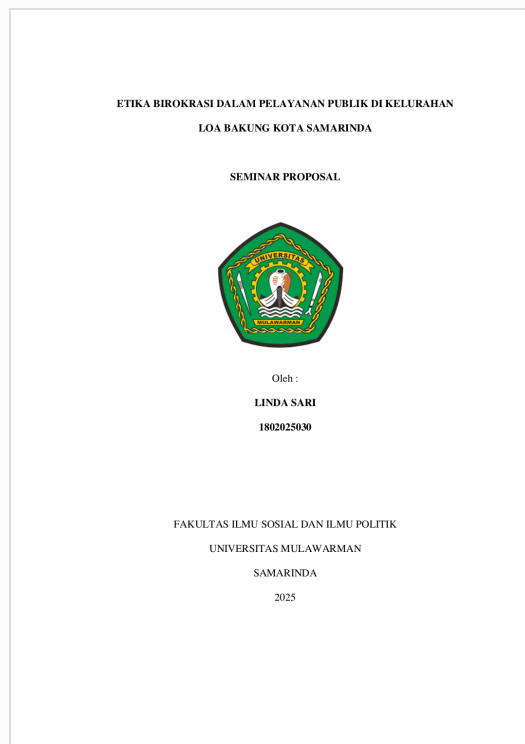 ETIKA BIROKRASI DALAM PELAYANAN PUBLIK DI KELURAHAN
LOA BAKUNG KOTA SAMARINDA
SEMINAR PROPOSAL
UNIVERSITAS
MULAWARMAN
Oleh :
LINDA SARI
1802025030
FAKULTAS ILMU SOSIAL DAN ILMU POLITIK
UNIVERSITAS MULAWARMAN
SAMARINDA
2025